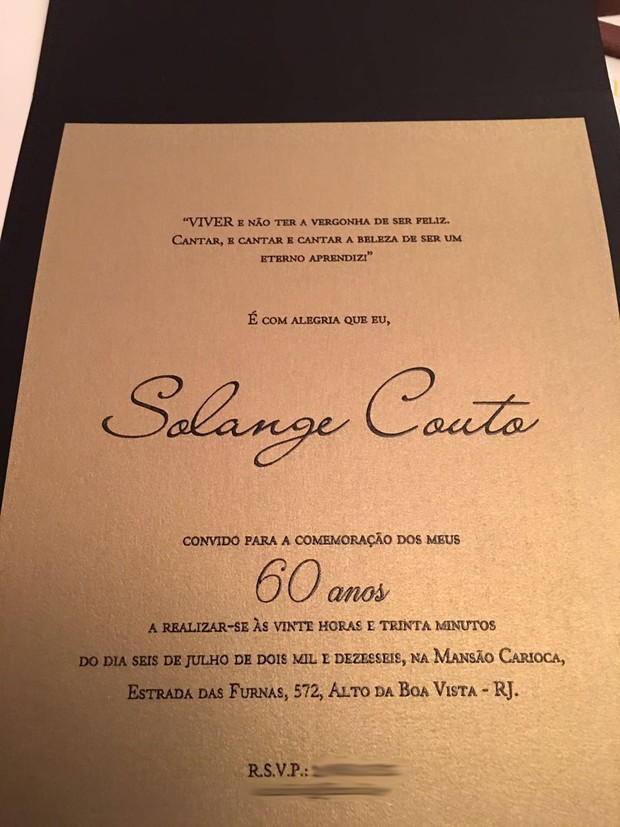 “VIVER E NÃO TER A VERGONHA DE SER FELIZ.
CANTAR, E CANTAR E CANTAR A BELEZA DE SER UM
ETERNO APRENDIZ!”
É COM ALEGRIA QUE EU,
Solange Couto
CONVIDO PARA A COMEMORAÇÃO DOS MEUS
60 anos
A REALIZAR-SE ÀS VINTE HORAS E TRINTA MINUTOS
DO DIA SEIS DE JULHO DE DOIS MIL E DEZESSEIS, NA MANSÃO CARIOCA,
ESTRADA DAS FURNAS, 572, ALTO DA BOA VISTA - RJ.
R.S.V.P.: